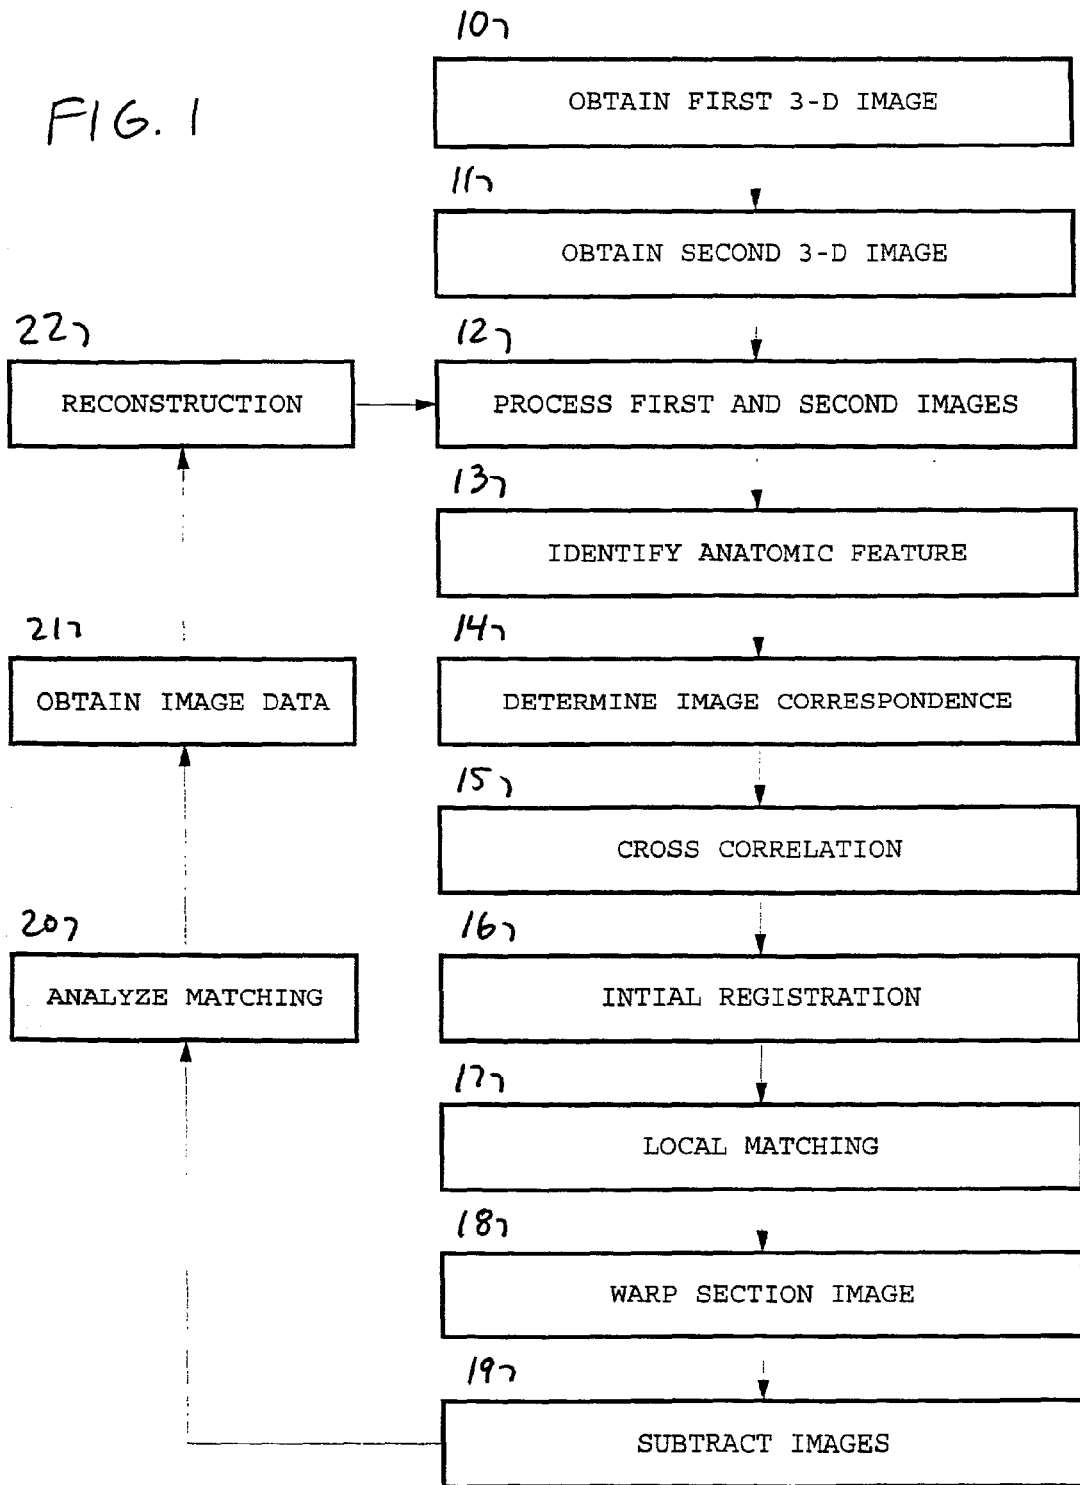 10
OBTAIN FIRST 3-D IMAGE
FIG. 1
11
OBTAIN SECOND 3-D IMAGE
22
RECONSTRUCTION
12
PROCESS FIRST AND SECOND IMAGES
13
IDENTIFY ANATOMIC FEATURE
21
OBTAIN IMAGE DATA
14
DETERMINE IMAGE CORRESPONDENCE
15
CROSS CORRELATION
20
ANALYZE MATCHING
16
INTIAL REGISTRATION
17
LOCAL MATCHING
18
WARP SECTION IMAGE
19
SUBTRACT IMAGES